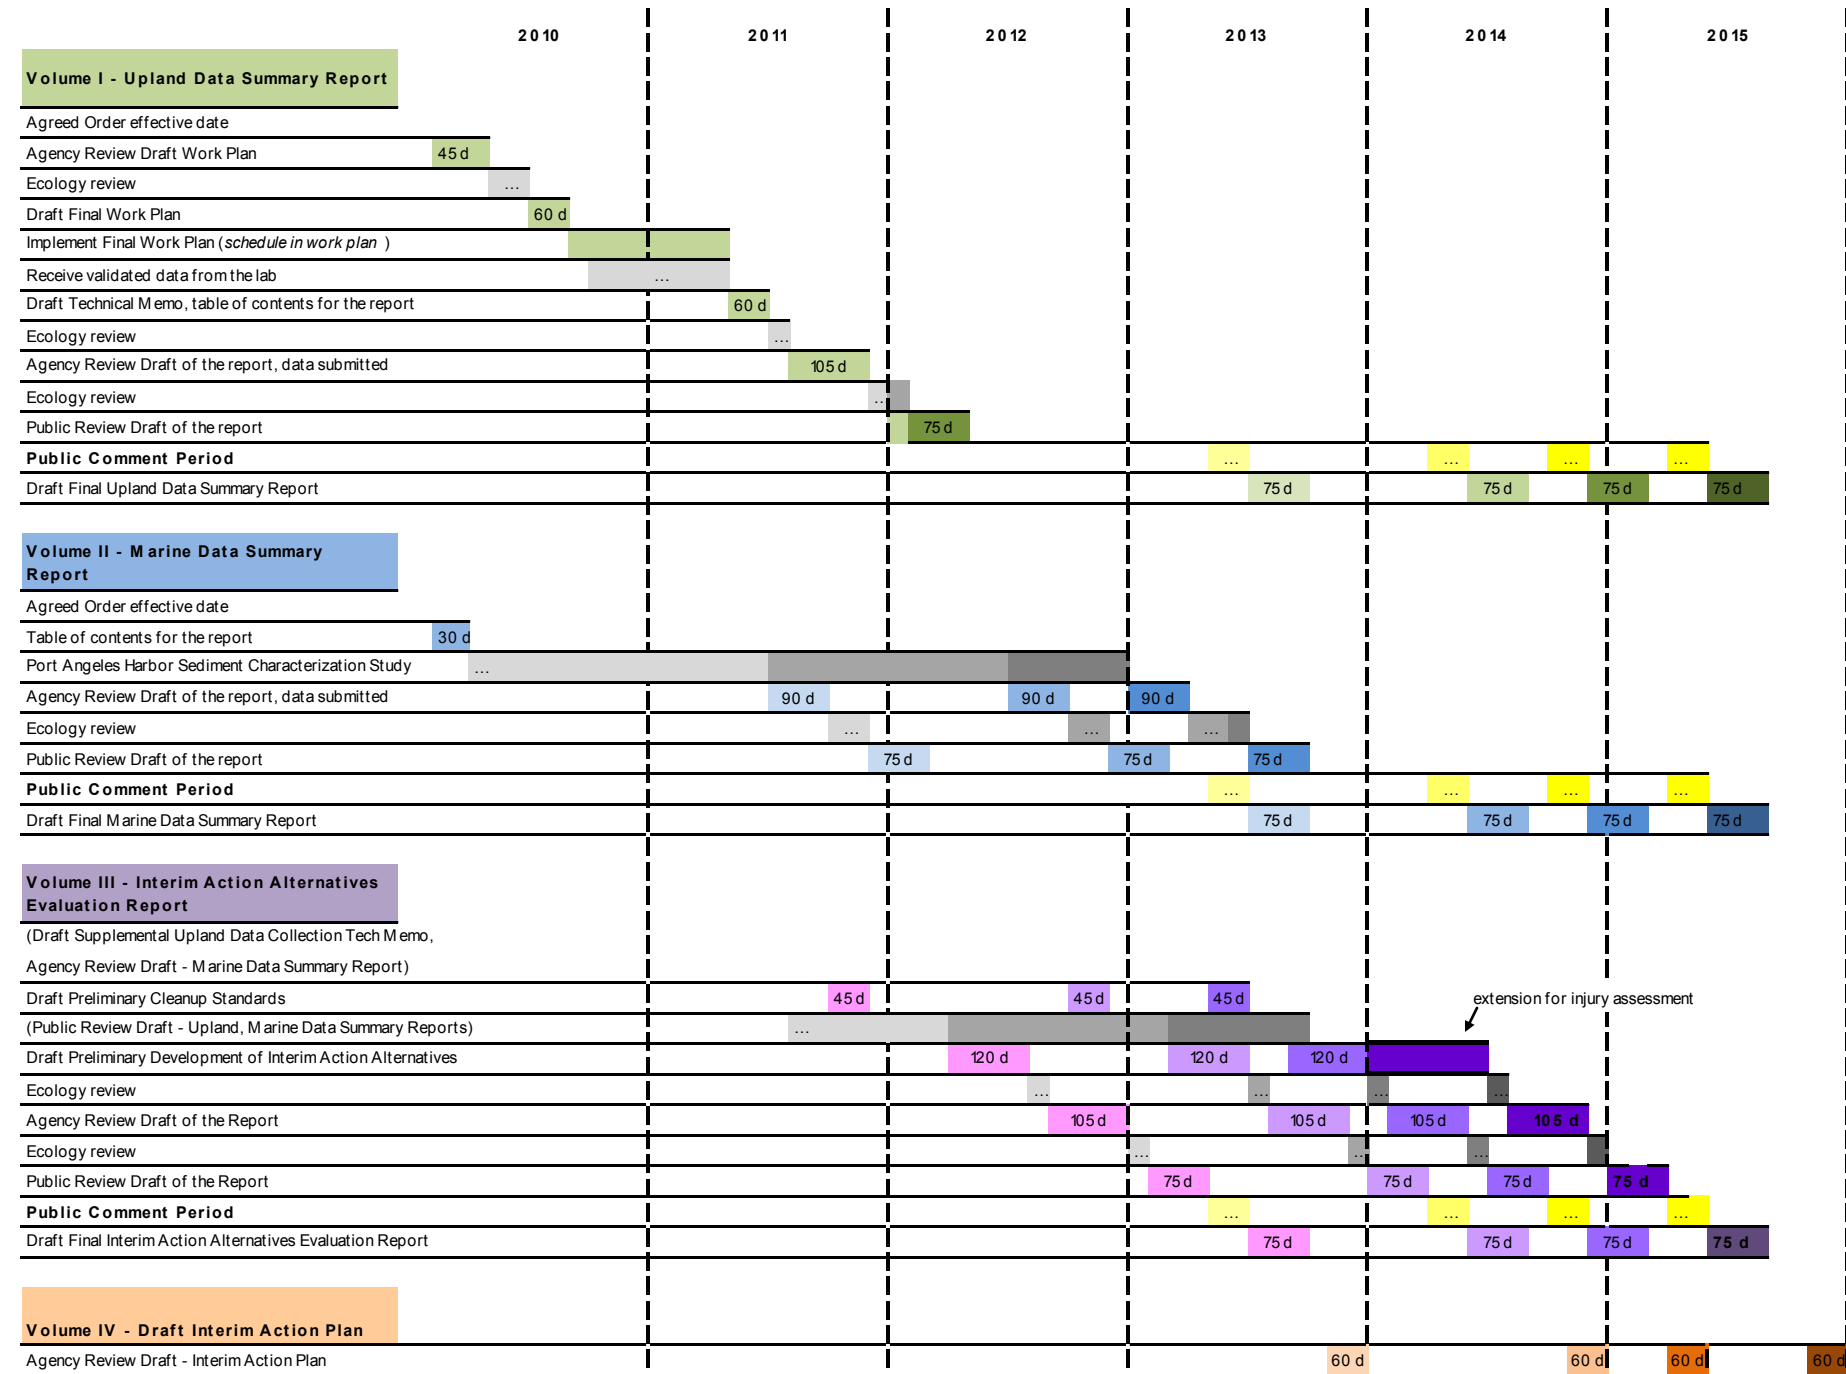 2010 2011 2012 2013 2014 2015
Volume I - Upland Data Summary Report
Agreed Order effective date
Agency Review Draft Work Plan 45 d
Ecology review ...
Draft Final Work Plan 60 d
Implement Final Work Plan (schedule in work plan )
Receive validated data from the lab ...
Draft Technical Memo, table of contents for the report 60 d
Ecology review ...
Agency Review Draft of the report, data submitted 105 d
Ecology review ...
Public Review Draft of the report 75 d
Public Comment Period ... ... ... ...
Draft Final Upland Data Summary Report 75 d 75 d 75 d 75 d
Volume II - Marine Data Summary
Report
Agreed Order effective date
Table of contents for the report 30 d
Port Angeles Harbor Sediment Characterization Study ...
Agency Review Draft of the report, data submitted 90 d 90 d 90 d
Ecology review ... ... ...
Public Review Draft of the report 75 d 75 d 75 d
Public Comment Period ... ... ... ...
Draft Final Marine Data Summary Report 75 d 75 d 75 d 75 d
Volume III - Interim Action Alternatives
Evaluation Report
(Draft Supplemental Upland Data Collection Tech Memo,
Agency Review Draft - Marine Data Summary Report)
Draft Preliminary Cleanup Standards 45 d 45 d 45 d extension for injury assessment
(Public Review Draft - Upland, Marine Data Summary Reports) ...
Draft Preliminary Development of Interim Action Alternatives 120 d 120 d 120 d
Ecology review ... ... ... ...
Agency Review Draft of the Report 105 d 105 d 105 d 105 d
Ecology review ... ... ...
Public Review Draft of the Report 75 d 75 d 75 d 75 d
Public Comment Period ... ... ... ...
Draft Final Interim Action Alternatives Evaluation Report 75 d 75 d 75 d 75 d
Volume IV - Draft Interim Action Plan
Agency Review Draft - Interim Action Plan 60 d 60 d 60 d 60 d